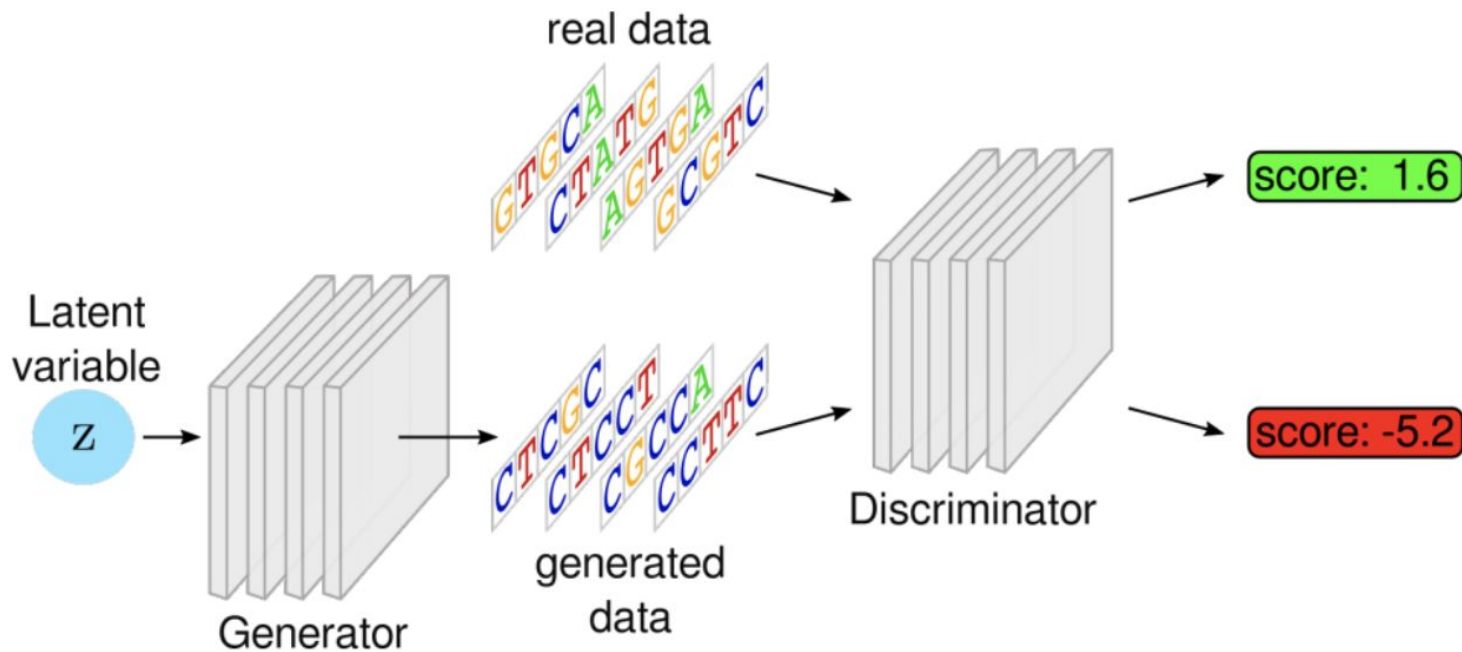 real data
GTGCA
CTATG
AGTGA
GCGTC
score: 1.6
Latent
variable
z
Generator
CTCGC
CTCCT
CGCCA
CCTTC
generated
data
Discriminator
score: -5.2